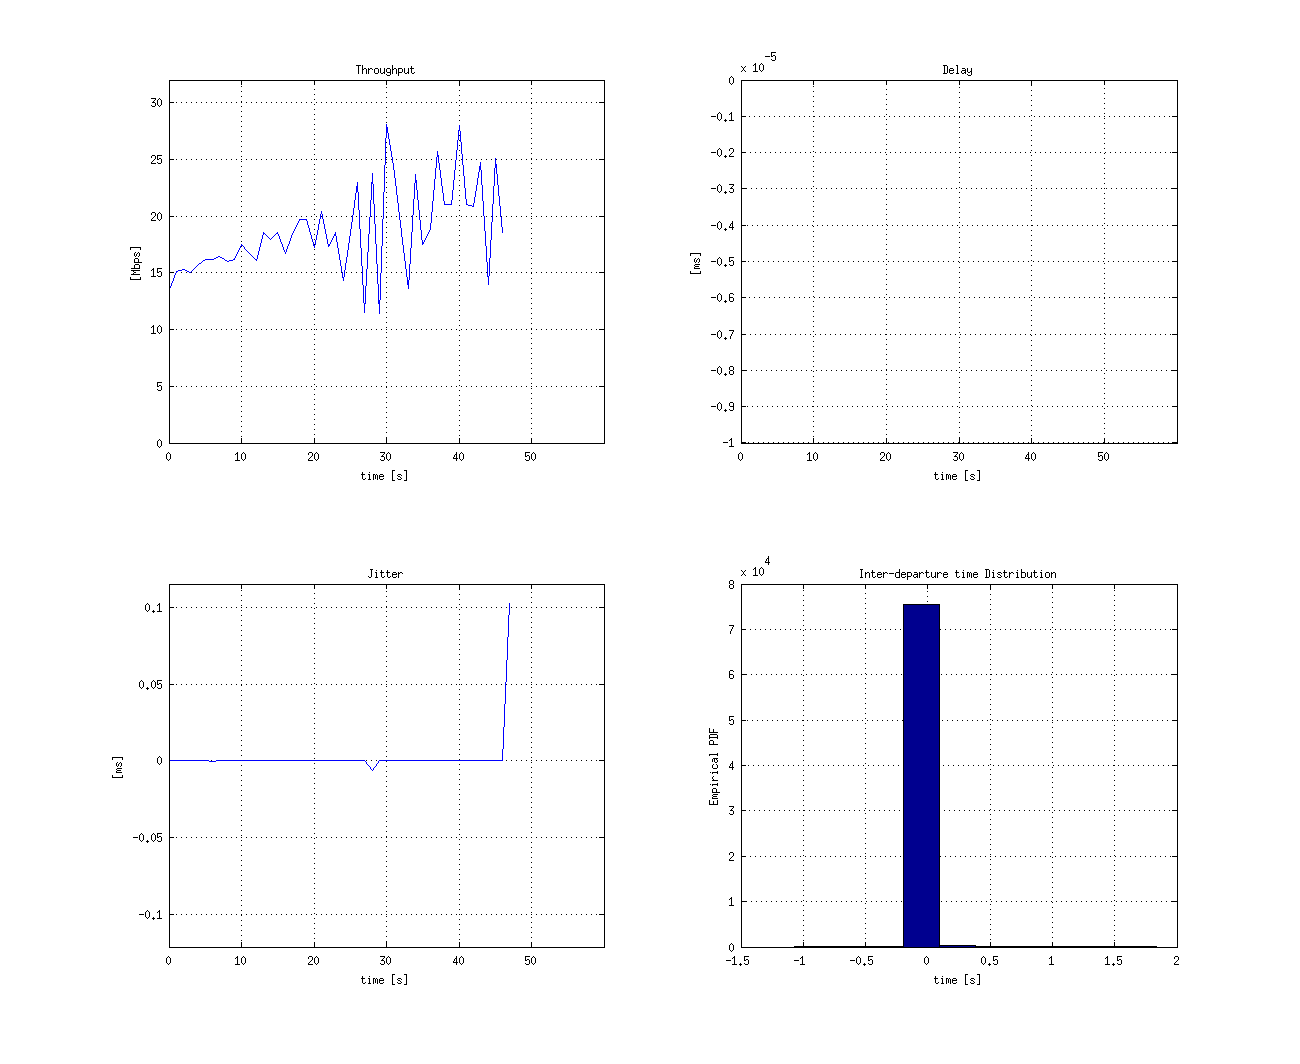 Throughput
30
25
20
15
10
5
0
[Mbps]
0 10 20 30 40 50
time [s]
x 10^-5
Delay
0
-0.1
-0.2
-0.3
-0.4
-0.5
-0.6
-0.7
-0.8
-0.9
-1
[ms]
0 10 20 30 40 50
time [s]
Jitter
0.1
0.05
0
-0.05
-0.1
[ms]
0 10 20 30 40 50
time [s]
x 10^4
Inter-departure time Distribution
8
7
6
5
4
3
2
1
0
Empirical PDF
-1.5 -1 -0.5 0 0.5 1 1.5 2
time [s]